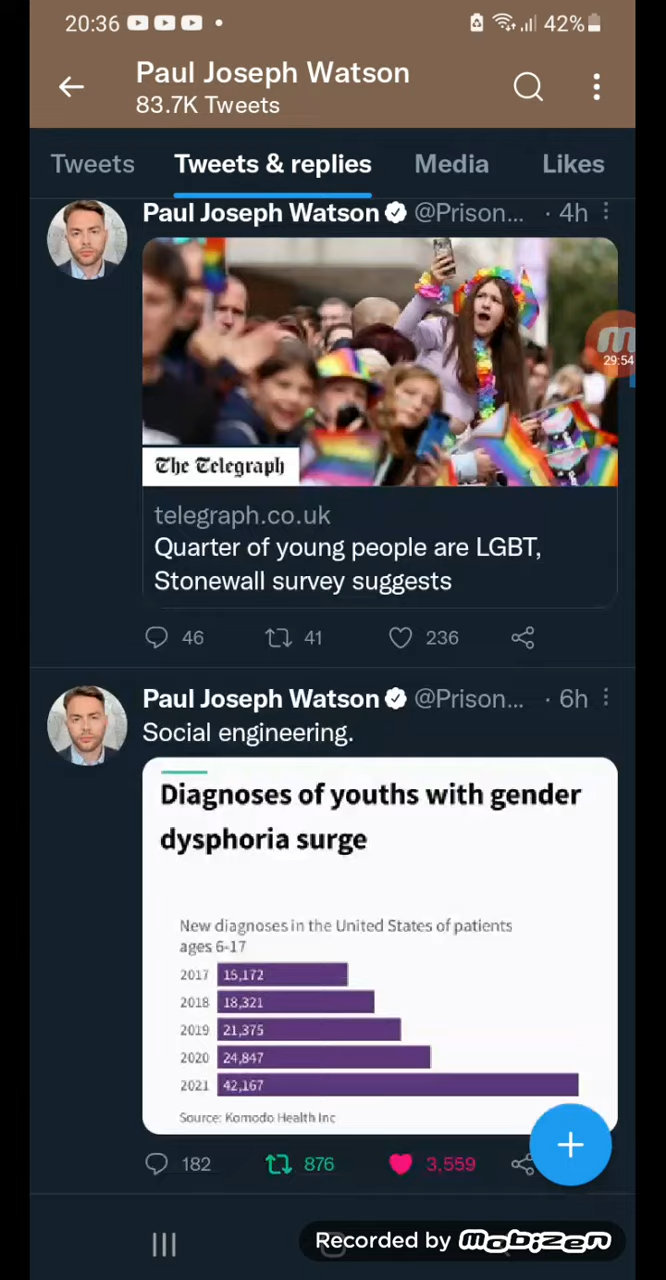 20:36
42%
Paul Joseph Watson
83.7K Tweets
Tweets
Tweets & replies
Media
Likes
Paul Joseph Watson @Prison... · 4h
29:54
The Telegraph
telegraph.co.uk
Quarter of young people are LGBT,
Stonewall survey suggests
46
41
236
Paul Joseph Watson @Prison... · 6h
Social engineering.
Diagnoses of youths with gender
dysphoria surge
New diagnoses in the United States of patients
ages 6-17
2017 15,172
2018 18,321
2019 21,375
2020 24,847
2021 42,167
Source: Komodo Health Inc
182
876
3,559
Recorded by mobizen